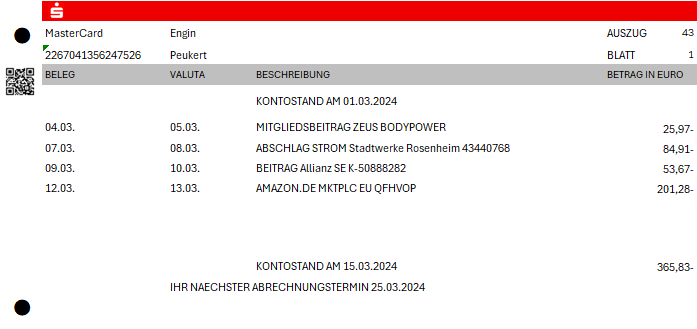 MasterCard Engin AUSZUG 43
2267041356247526 Peukert BLATT 1
BELEG VALUTA BESCHREIBUNG BETRAG IN EURO
KONTOSTAND AM 01.03.2024
04.03. 05.03. MITGLIEDSBEITRAG ZEUS BODYPOWER 25,97-
07.03. 08.03. ABSCHLAG STROM Stadtwerke Rosenheim 43440768 84,91-
09.03. 10.03. BEITRAG Allianz SE K-50888282 53,67-
12.03. 13.03. AMAZON.DE MKTPLC EU QFHVOP 201,28-
KONTOSTAND AM 15.03.2024 365,83-
IHR NAECHSTER ABRECHNUNGSTERMIN 25.03.2024